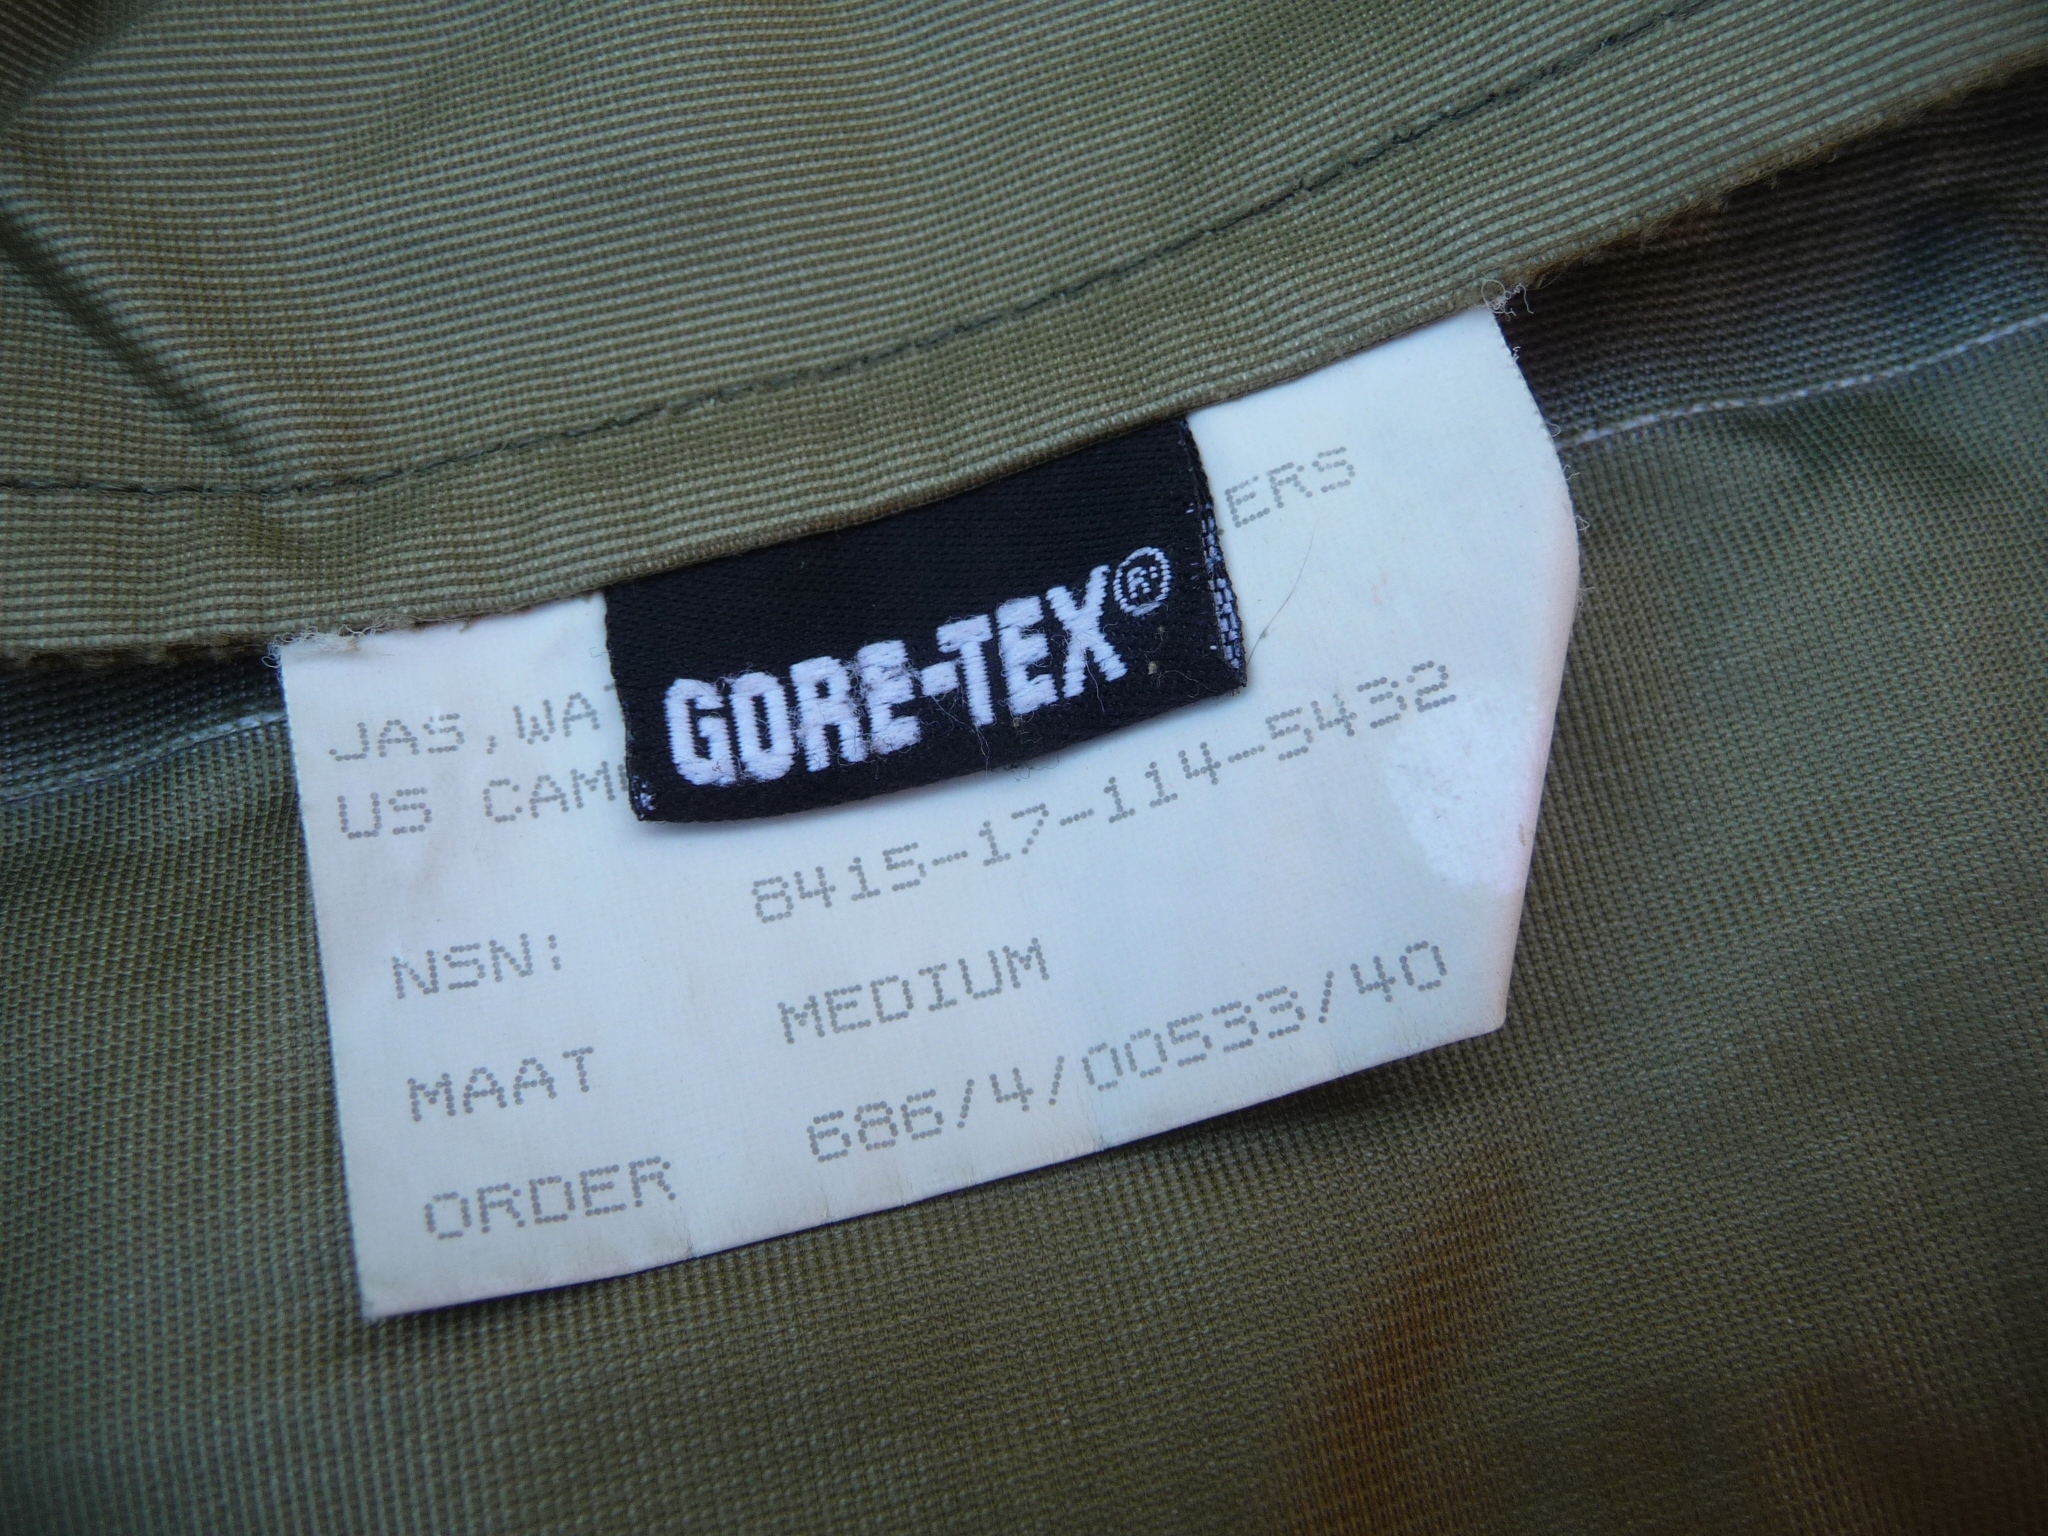 GORE-TEX®
JAS,WA ERS
US CAM
NSN: 8415-17-114-5432
MAAT MEDIUM
ORDER 686/4/00533/40